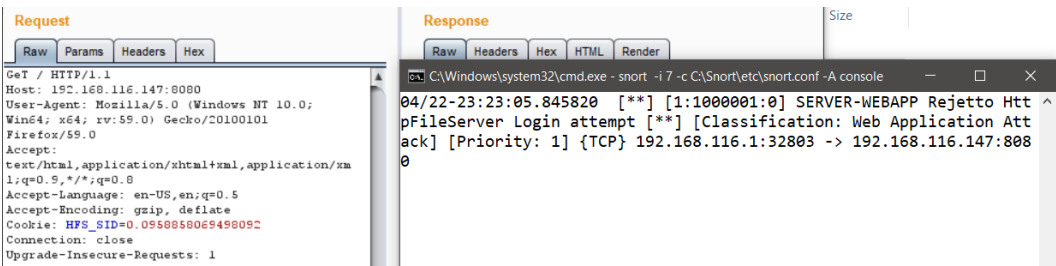 Request
Raw Params Headers Hex
GeT / HTTP/1.1
Host: 192.168.116.147:8080
User-Agent: Mozilla/5.0 (Windows NT 10.0;
Win64; x64; rv:59.0) Gecko/20100101
Firefox/59.0
Accept:
text/html,application/xhtml+xml,application/xm
l;q=0.9,*/*;q=0.8
Accept-Language: en-US,en;q=0.5
Accept-Encoding: gzip, deflate
Cookie: HFS_SID=0.0958858069498092
Connection: close
Upgrade-Insecure-Requests: 1
Response
Raw Headers Hex HTML Render
Size
C:\Windows\system32\cmd.exe - snort -i 7 -c C:\Snort\etc\snort.conf -A console
04/22-23:23:05.845820 [**] [1:1000001:0] SERVER-WEBAPP Rejetto Htt
pFileServer Login attempt [**] [Classification: Web Application Att
ack] [Priority: 1] {TCP} 192.168.116.1:32803 -> 192.168.116.147:808
0